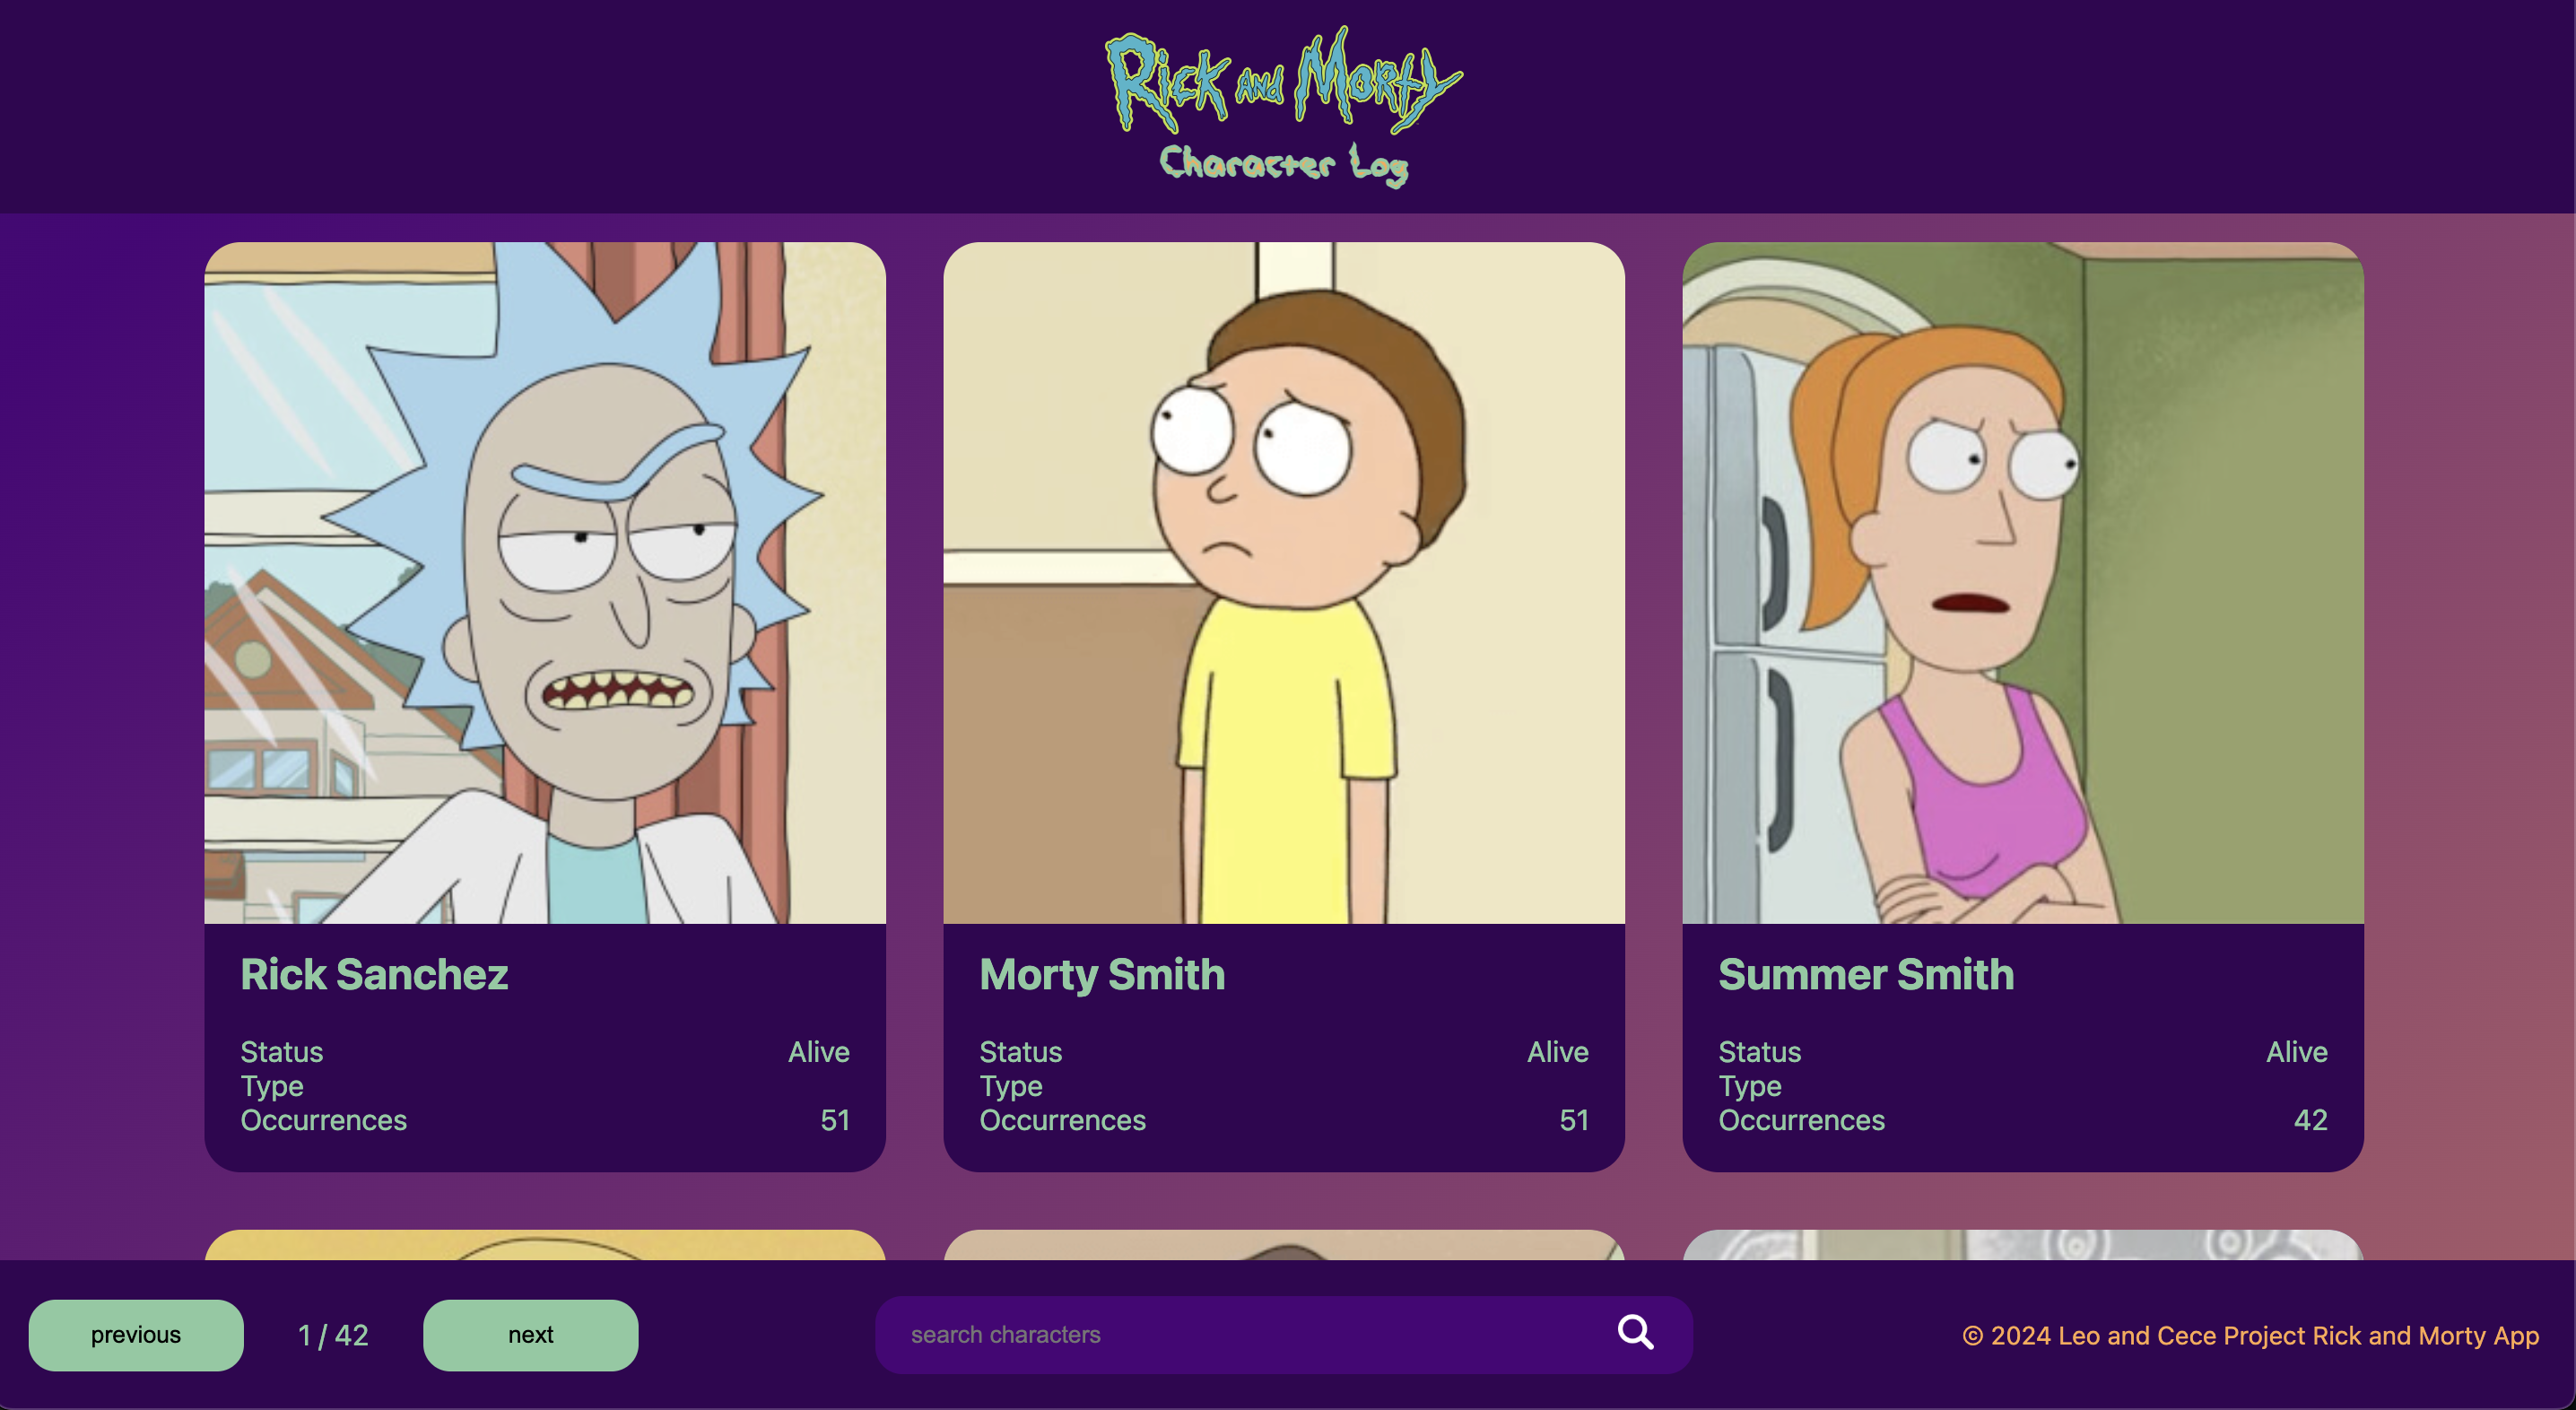 Rick and Morty
Character Log
Rick Sanchez
Status Alive
Type
Occurrences 51
Morty Smith
Status Alive
Type
Occurrences 51
Summer Smith
Status Alive
Type
Occurrences 42
previous 1 / 42 next
search characters
© 2024 Leo and Cece Project Rick and Morty App